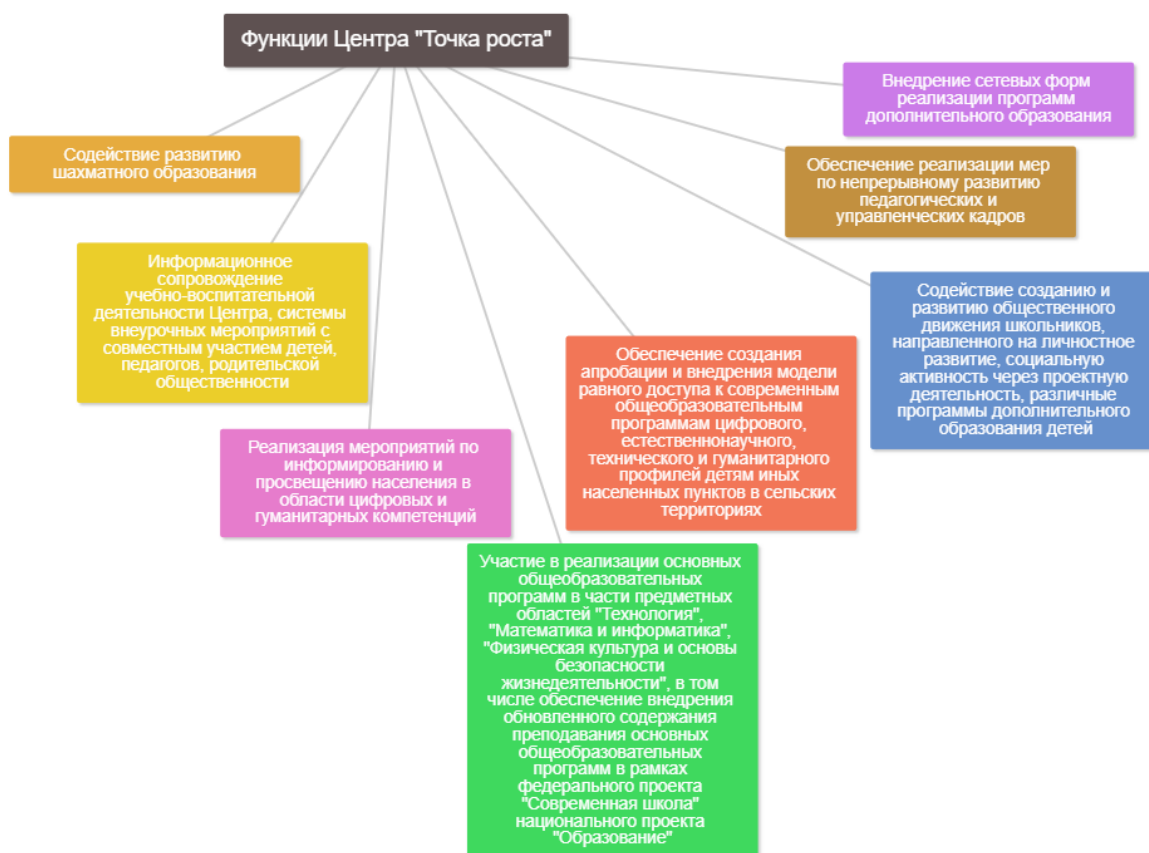 Функции Центра "Точка роста"
Внедрение сетевых форм
реализации программ
дополнительного образования
Содействие развитию
шахматного образования
Обеспечение реализации мер
по непрерывному развитию
педагогических и
управленческих кадров
Информационное
сопровождение
учебно-воспитательной
деятельности Центра, системы
внеурочных мероприятий с
совместным участием детей,
педагогов, родительской
общественности
Содействие созданию и
развитию общественного
движения школьников,
направленного на личностное
развитие, социальную
активность через проектную
деятельность, различные
программы дополнительного
образования детей
Обеспечение создания
апробации и внедрения модели
равного доступа к современным
общеобразовательным
программам цифрового,
естественнонаучного,
технического и гуманитарного
профилей детям иных
населенных пунктов в сельских
территориях
Реализация мероприятий по
информированию и
просвещению населения в
области цифровых и
гуманитарных компетенций
Участие в реализации основных
общеобразовательных
программ в части предметных
областей "Технология",
"Математика и информатика",
"Физическая культура и основы
безопасности
жизнедеятельности", в том
числе обеспечение внедрения
обновленного содержания
преподавания основных
общеобразовательных
программ в рамках
федерального проекта
"Современная школа"
национального проекта
"Образование"